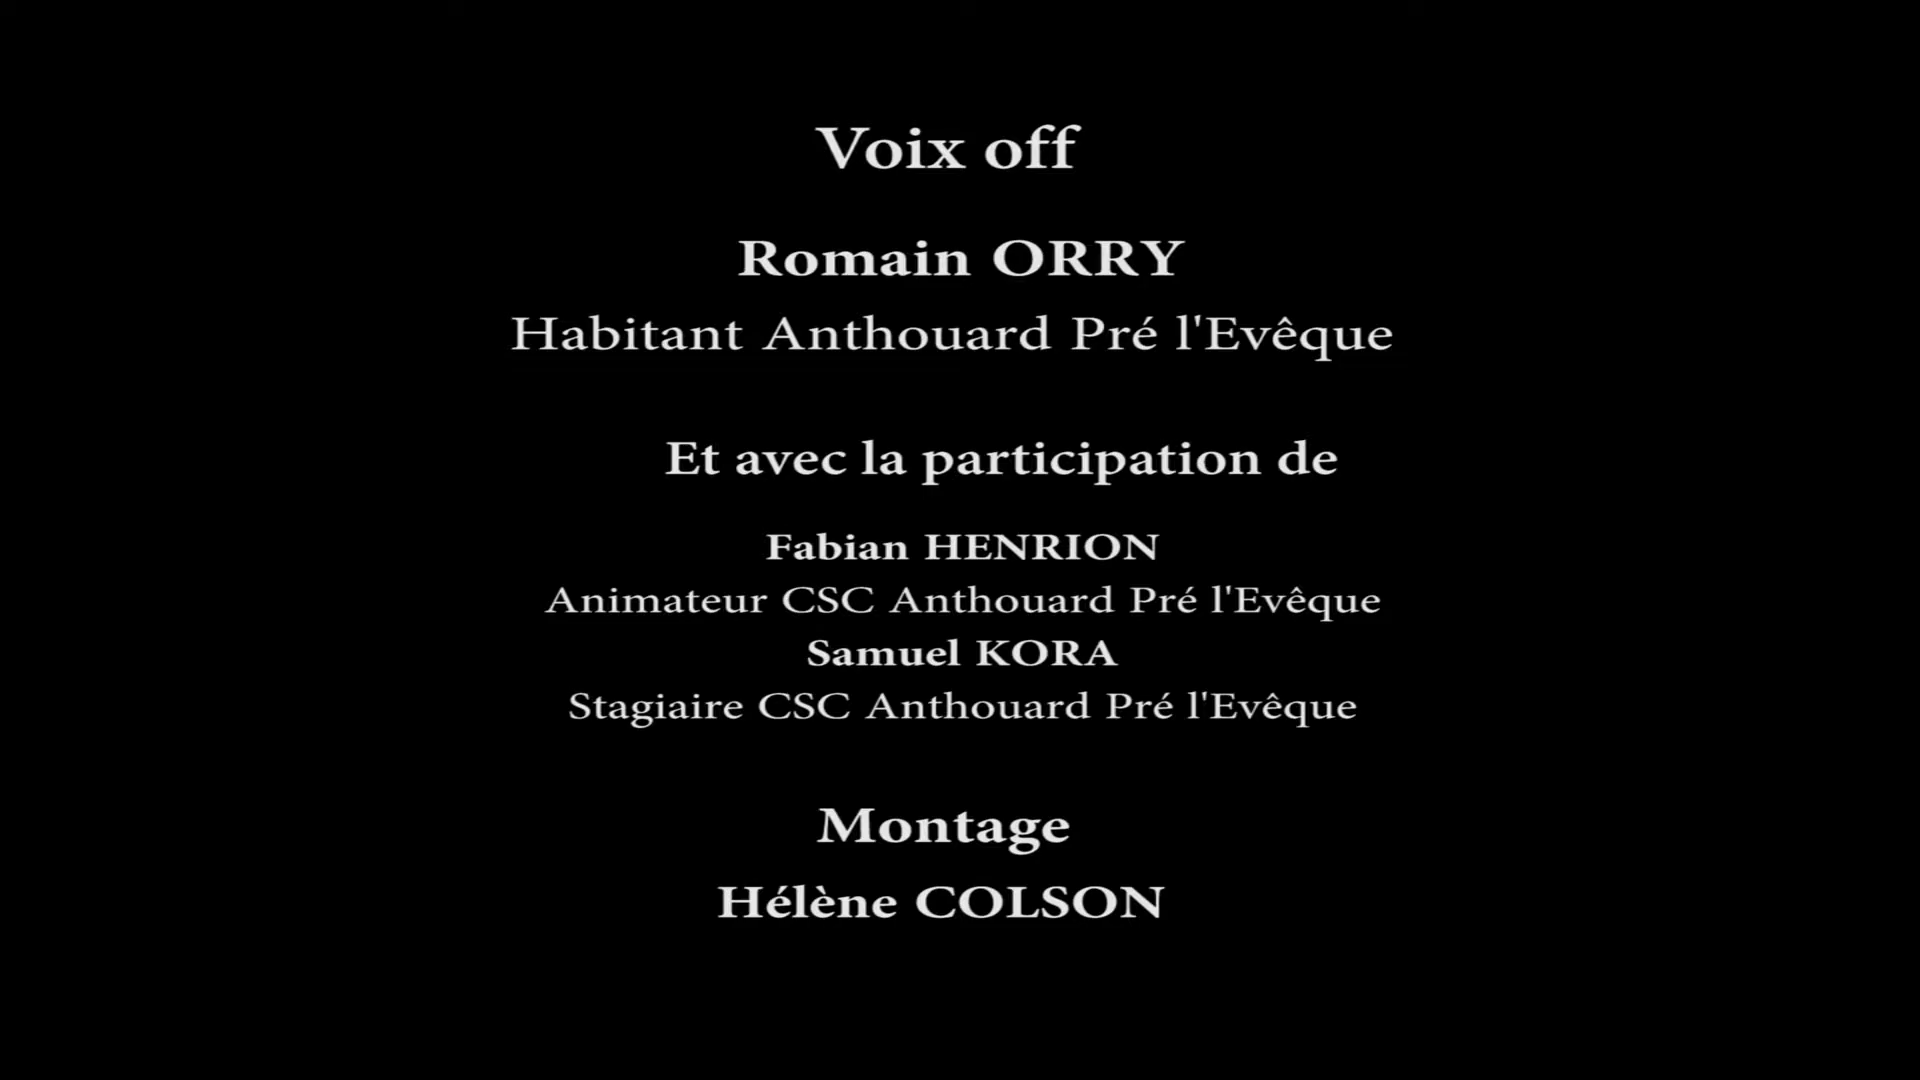 Voix off
Romain ORRY
Habitant Anthouard Pré l'Evêque
Et avec la participation de
Fabian HENRION
Animateur CSC Anthouard Pré l'Evêque
Samuel KORA
Stagiaire CSC Anthouard Pré l'Evêque
Montage
Hélène COLSON